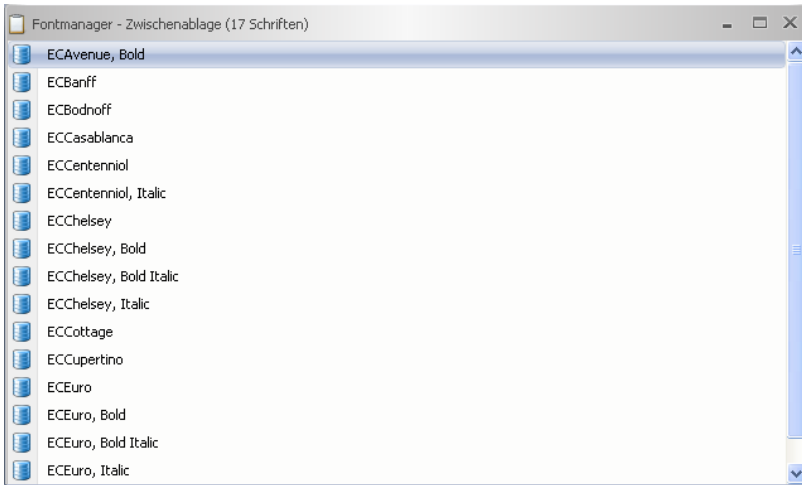 Fontmanager - Zwischenablage (17 Schriften)
ECAvenue, Bold
ECBanff
ECBodnoff
ECCasablanca
ECCentenniol
ECCentenniol, Italic
ECChelsey
ECChelsey, Bold
ECChelsey, Bold Italic
ECChelsey, Italic
ECCottage
ECCupertino
ECEuro
ECEuro, Bold
ECEuro, Bold Italic
ECEuro, Italic